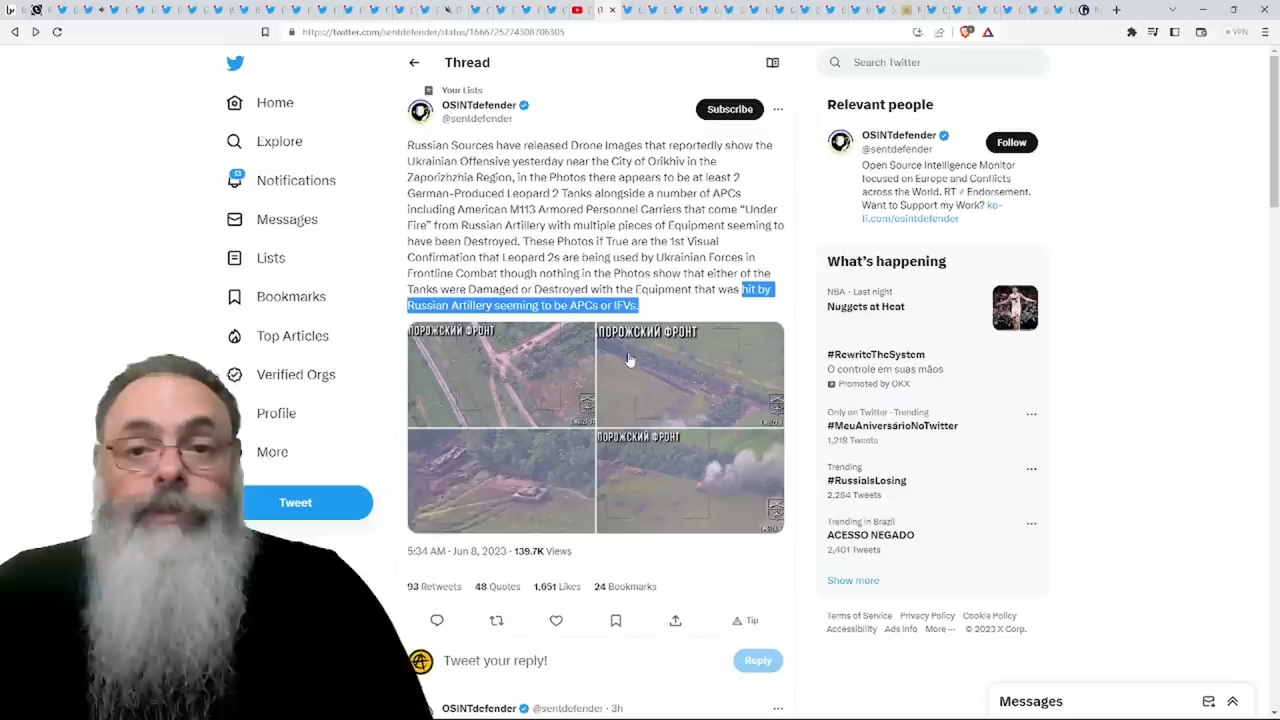 https://twitter.com/sentdefender/status/1666725274308706305
VPN
Home
Explore
Notifications
Messages
Lists
Bookmarks
Top Articles
Verified Orgs
Profile
More
Tweet
Thread
Your Lists
OSINTdefender
@sentdefender
Subscribe
Russian Sources have released Drone Images that reportedly show the
Ukrainian Offensive yesterday near the City of Orikhiv in the
Zaporizhzhia Region, in the Photos there appears to be at least 2
German-Produced Leopard 2 Tanks alongside a number of APCs
including American M113 Armored Personnel Carriers that come “Under
Fire” from Russian Artillery with multiple pieces of Equipment seeming to
have been Destroyed. These Photos if True are the 1st Visual
Confirmation that Leopard 2s are being used by Ukrainian Forces in
Frontline Combat though nothing in the Photos show that either of the
Tanks were Damaged or Destroyed with the Equipment that was hit by
Russian Artillery seeming to be APCs or IFVs.
ПОРОЖСКИЙ ФРОНТ
ПОРОЖСКИЙ ФРОНТ
ПОРОЖСКИЙ ФРОНТ
5:34 AM · Jun 8, 2023 · 139.7K Views
93 Retweets 48 Quotes 1,651 Likes 24 Bookmarks
Tip
Tweet your reply!
Reply
OSINTdefender @sentdefender · 3h
Search Twitter
Relevant people
OSINTdefender
@sentdefender
Follow
Open Source Intelligence Monitor
focused on Europe and Conflicts
across the World. RT ≠ Endorsement.
Want to Support my Work? ko-
fi.com/osintdefender
What’s happening
NBA · Last night
Nuggets at Heat
#RewriteTheSystem
O controle em suas mãos
Promoted by OKX
Only on Twitter · Trending
#MeuAniversárioNoTwitter
1,218 Tweets
Trending
#RussiaIsLosing
2,284 Tweets
Trending in Brazil
ACESSO NEGADO
2,401 Tweets
Show more
Terms of Service Privacy Policy Cookie Policy
Accessibility Ads info More ··· © 2023 X Corp.
Messages